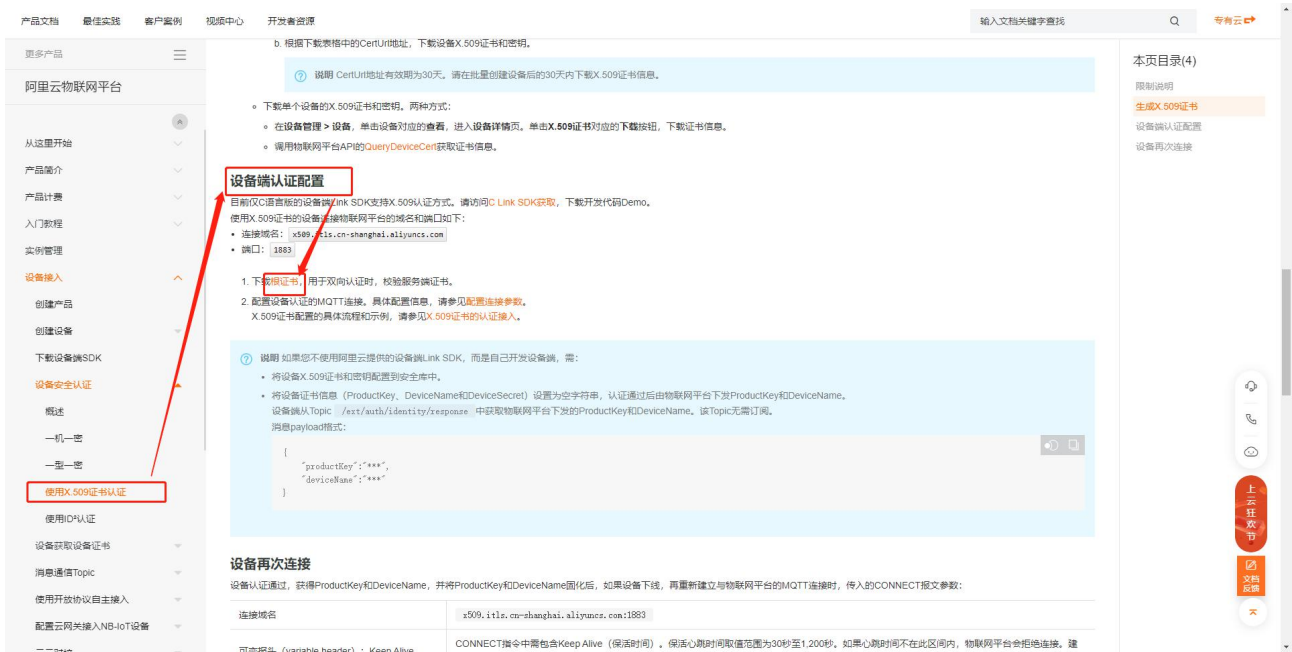 产品文档 最佳实践 客户案例 视频中心 开发者资源 输入文档关键字查找 专有云
更多产品
阿里云物联网平台
从这里开始
产品简介
产品计费
入门教程
实例管理
设备接入
创建产品
创建设备
下载设备端SDK
设备安全认证
概述
一机一密
一型一密
使用X.509证书认证
使用ID²认证
设备获取设备证书
消息通信Topic
使用开放协议自主接入
配置云网关接入NB-IoT设备
b. 根据下载表格中的CertUrl地址，下载设备X.509证书和密钥。
说明 CertUrl地址有效期为30天。请在批量创建设备后的30天内下载X.509证书信息。
下载单个设备的X.509证书和密钥。两种方式：
在设备管理 > 设备，单击设备对应的查看，进入设备详情页。单击X.509证书对应的下载按钮，下载证书信息。
调用物联网平台API的QueryDeviceCert获取证书信息。
设备端认证配置
目前仅C语言版的设备端Link SDK支持X.509认证方式。请访问C Link SDK获取，下载开发代码Demo。
使用X.509证书的设备连接物联网平台的域名和端口如下：
• 连接域名： x509.itls.cn-shanghai.aliyuncs.com
• 端口： 1883
1. 下载根证书，用于双向认证时，校验服务端证书。
2. 配置设备认证的MQTT连接。具体配置信息，请参见配置连接参数。
X.509证书配置的具体流程和示例，请参见X.509证书的认证接入。
说明 如果您不使用阿里云提供的设备端Link SDK，而是自己开发设备端，需：
• 将设备X.509证书和密钥配置到安全库中。
• 将设备证书信息（ProductKey、DeviceName和DeviceSecret）设置为空字符串，认证通过后由物联网平台下发ProductKey和DeviceName。
设备端从Topic /ext/auth/identity/response 中获取物联网平台下发的ProductKey和DeviceName。该Topic无需订阅。
消息payload格式：
{
"productKey":"***",
"deviceName":"***"
}
设备再次连接
设备认证通过，获得ProductKey和DeviceName，并将ProductKey和DeviceName固化后，如果设备下线，再重新建立与物联网平台的MQTT连接时，传入的CONNECT报文参数：
连接域名 x509.itls.cn-shanghai.aliyuncs.com:1883
可变报头（variable header）：Keep Alive CONNECT指令中需包含Keep Alive（保活时间）。保活心跳时间取值范围为30秒至1,200秒。如果心跳时间不在此区间内，物联网平台会拒绝连接。建
本页目录(4)
限制说明
生成X.509证书
设备端认证配置
设备再次连接
上云狂欢节
文档
反馈